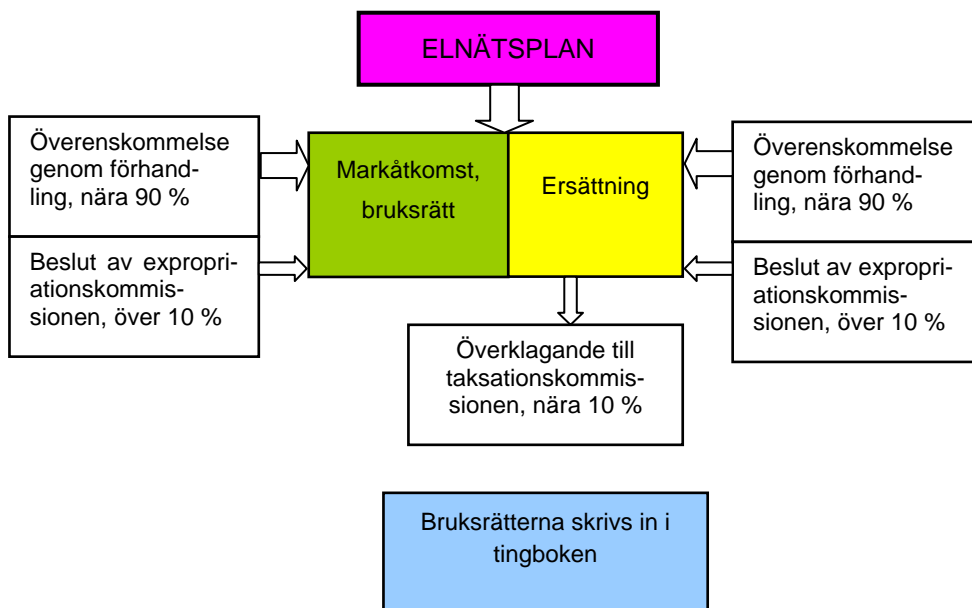 ELNÄTSPLAN
Överenskommelse
genom förhand-
ling, nära 90 %
Beslut av expropri-
ationskommis-
sionen, över 10 %
Markåtkomst,
bruksrätt
Ersättning
Överenskommelse
genom förhand-
ling, nära 90 %
Beslut av expropri-
ationskommis-
sionen, över 10 %
Överklagande till
taksationskommis-
sionen, nära 10 %
Bruksrätterna skrivs in i
tingboken